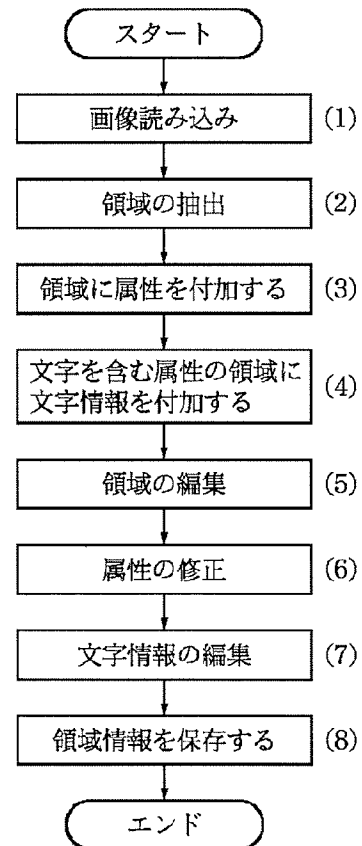 スタート
画像読み込み (1)
領域の抽出 (2)
領域に属性を付加する (3)
文字を含む属性の領域に
文字情報を付加する (4)
領域の編集 (5)
属性の修正 (6)
文字情報の編集 (7)
領域情報を保存する (8)
エンド